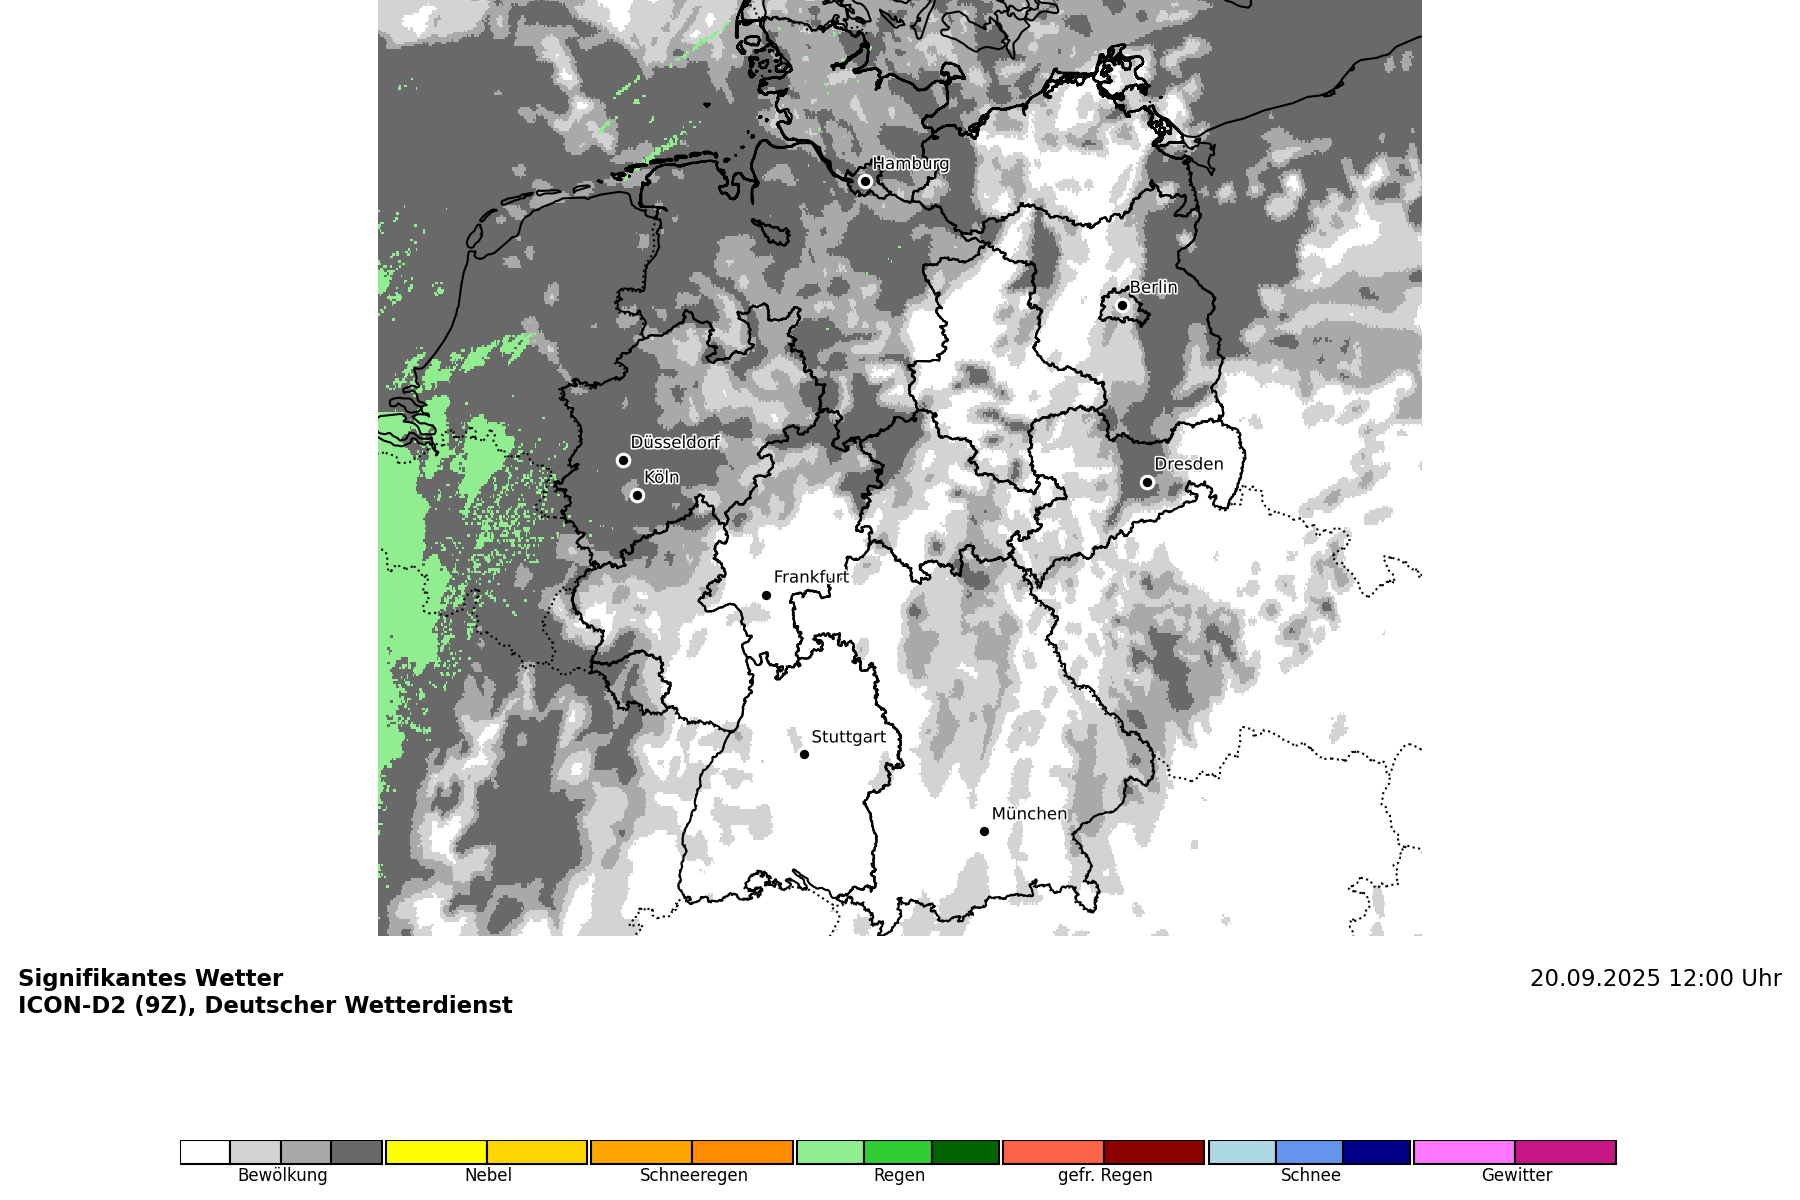 Hamburg
Berlin
Düsseldorf
Köln
Dresden
Frankfurt
Stuttgart
München
Signifikantes Wetter
ICON-D2 (9Z), Deutscher Wetterdienst
20.09.2025 12:00 Uhr
Bewölkung
Nebel
Schneeregen
Regen
gefr. Regen
Schnee
Gewitter